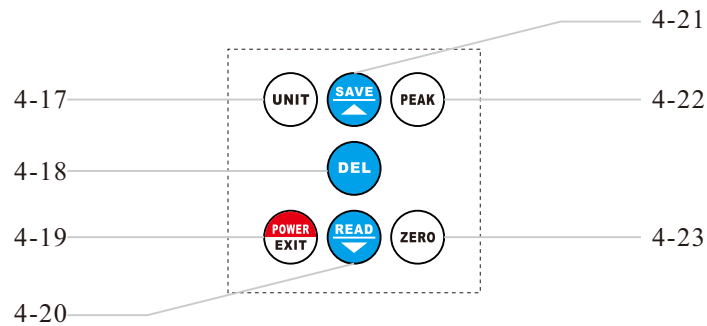 4-21
4-17 UNIT SAVE PEAK 4-22
4-18 DEL
4-19 POWER EXIT READ ZERO 4-23
4-20